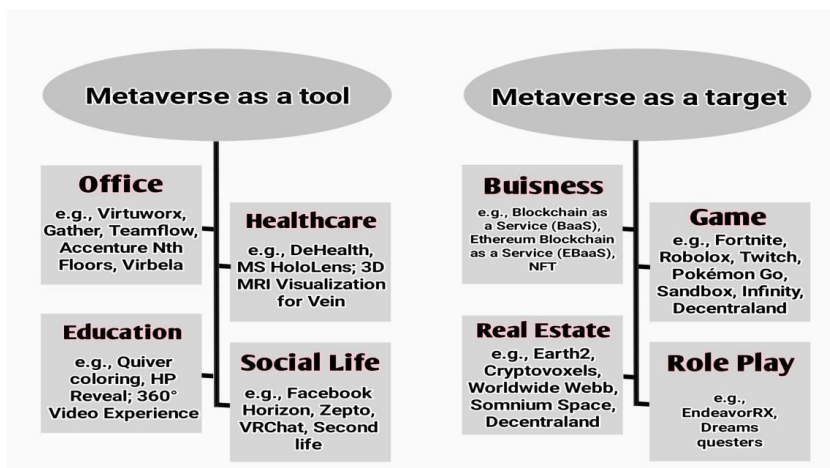 Metaverse as a tool
Office
e.g., Virtuworx,
Gather, Teamflow,
Accenture Nth
Floors, Virbela
Healthcare
e.g., DeHealth,
MS HoloLens; 3D
MRI Visualization
for Vein
Education
e.g., Quiver
coloring, HP
Reveal; 360°
Video Experience
Social Life
e.g., Facebook
Horizon, Zepto,
VRChat, Second
life
Metaverse as a target
Buisness
e.g., Blockchain as
a Service (BaaS),
Ethereum Blockchain
as a Service (EBaaS),
NFT
Game
e.g., Fortnite,
Robolox, Twitch,
Pokémon Go,
Sandbox, Infinity,
Decentraland
Real Estate
e.g., Earth2,
Cryptovoxels,
Worldwide Webb,
Somnium Space,
Decentraland
Role Play
e.g.,
EndeavorRX,
Dreams
questers